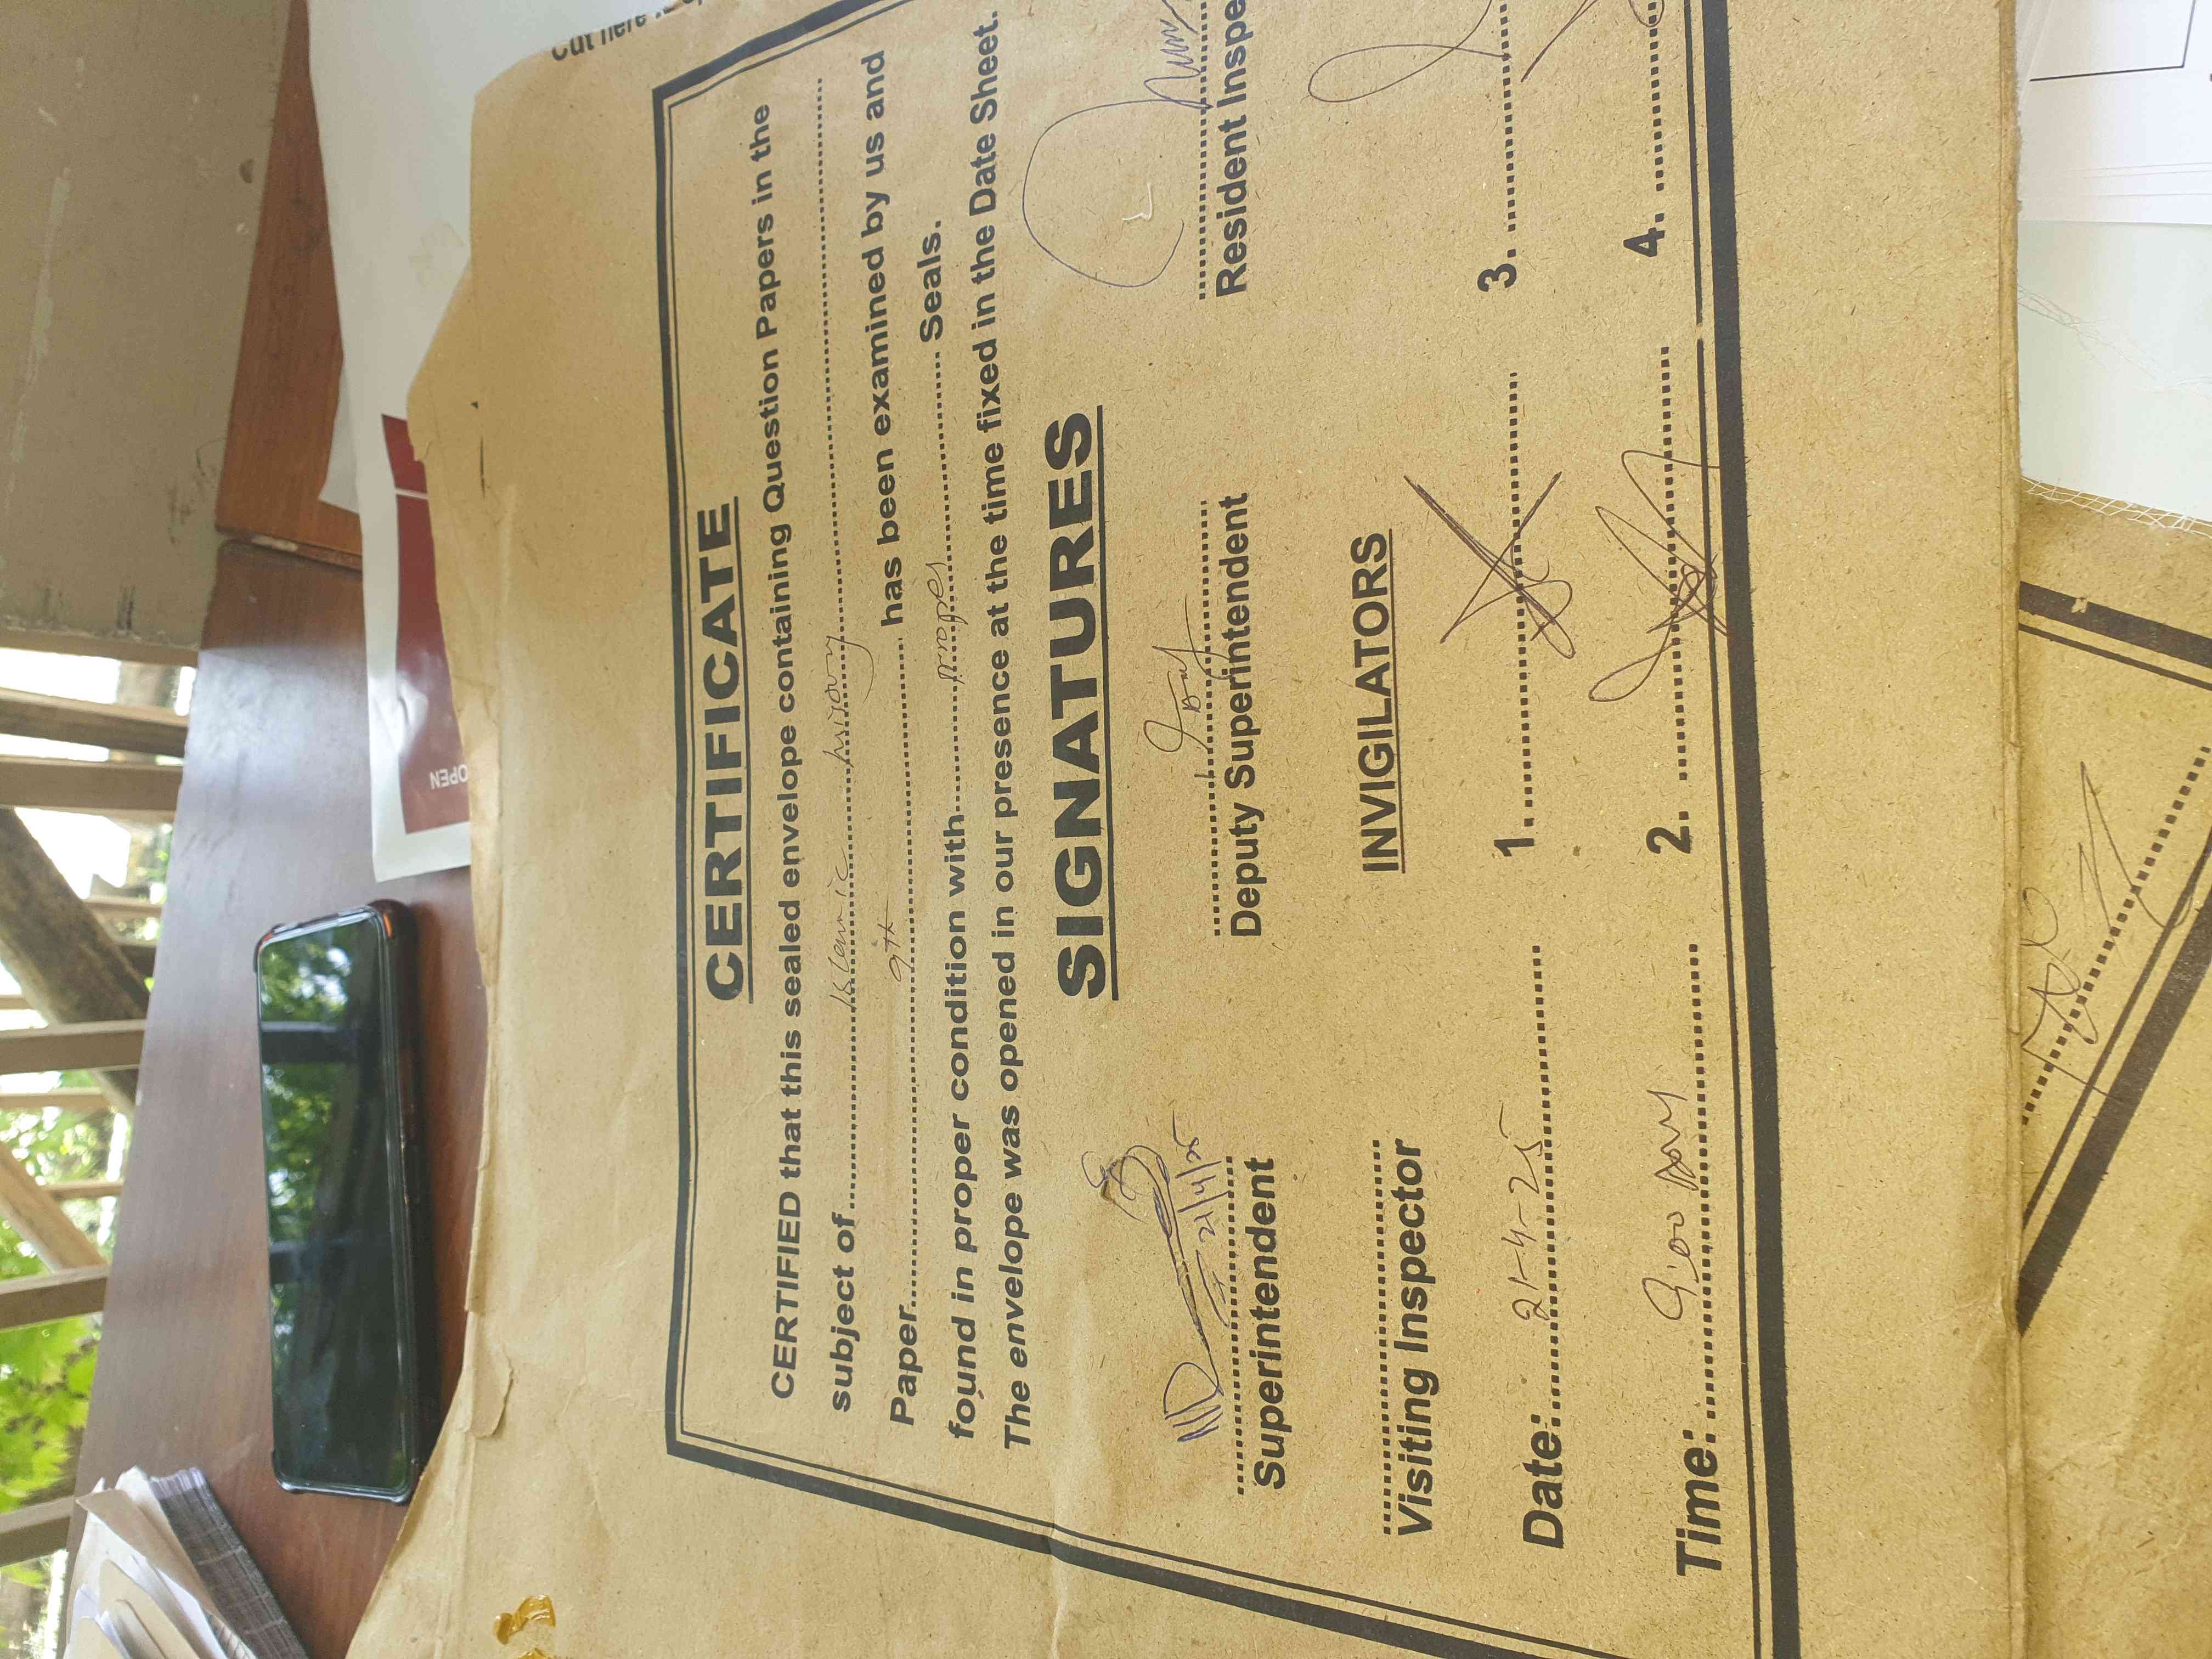 Cut here
CERTIFICATE
CERTIFIED that this sealed envelope containing Question Papers in the
subject of Islamic History
Paper 9th has been examined by us and
found in proper condition with proper Seals.
The envelope was opened in our presence at the time fixed in the Date Sheet.
SIGNATURES
21/4/25
Superintendent
Deputy Superintendent
Resident Inspe
Visiting Inspector
INVIGILATORS
Date: 21-4-25
1.
3.
Time: 9:00
2.
4.
OPEN